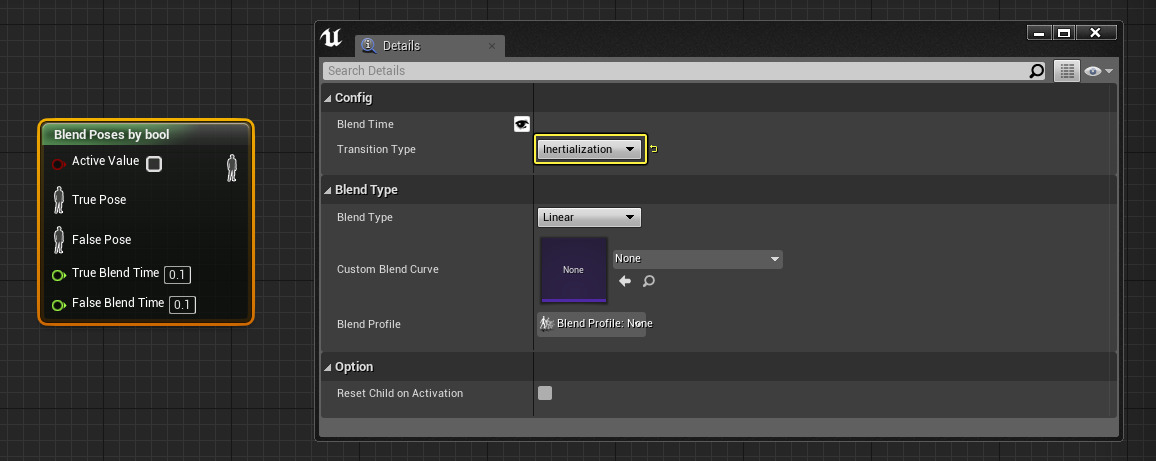 Details
Search Details
Config
Blend Time
Transition Type
Inertialization
Blend Type
Blend Type
Linear
Custom Blend Curve
None
None
Blend Profile
Blend Profile: None
Option
Reset Child on Activation
Blend Poses by bool
Active Value
True Pose
False Pose
True Blend Time 0.1
False Blend Time 0.1